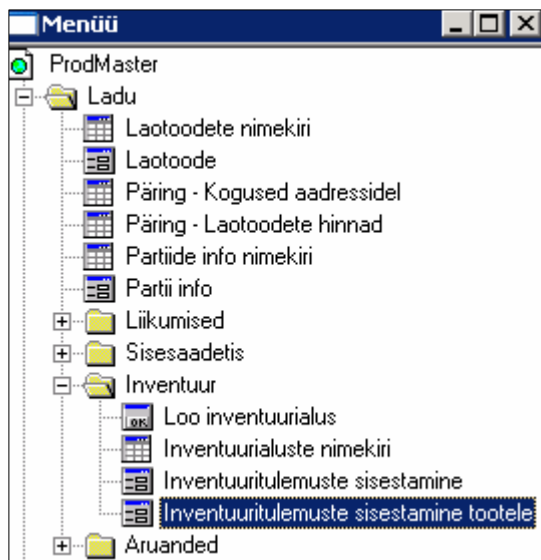 Menüü
ProdMaster
Ladu
Laotoodete nimekiri
Laotoode
Päring - Kogused aadressidel
Päring - Laotoodete hinnad
Partiide info nimekiri
Partii info
Liikumised
Sisesaadetis
Inventuur
OK Loo inventuurialus
Inventuurialuste nimekiri
Inventuuritulemuste sisestamine
Inventuuritulemuste sisestamine tootele
Aruanded